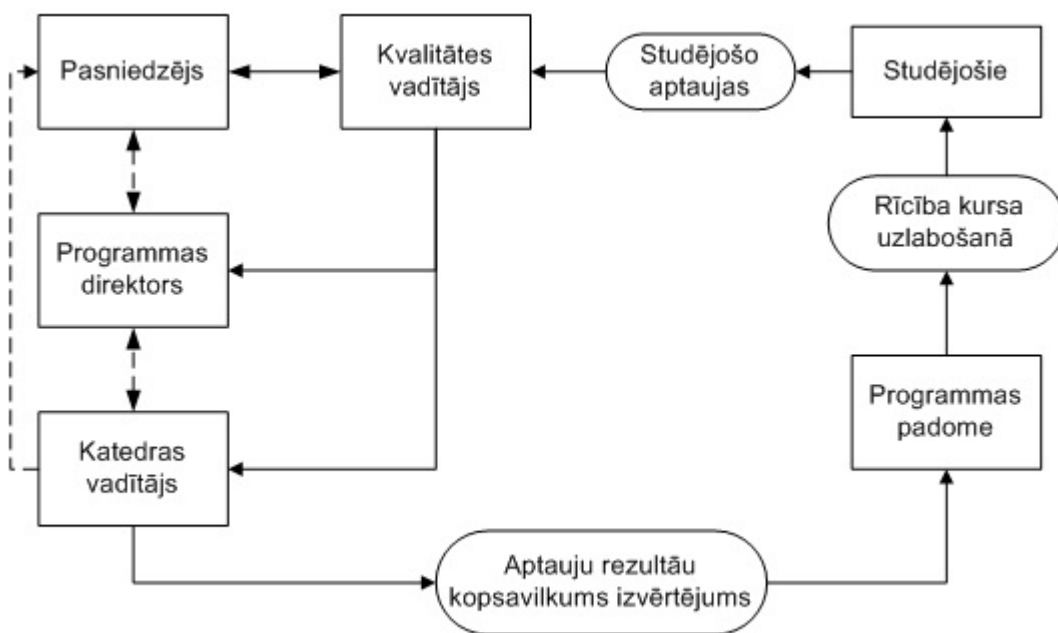 Pasniedzējs
Kvalitātes
vadītājs
Studējošo
aptaujas
Studējošie
Programmas
direktors
Rīcība kursa
uzlabošanā
Katedras
vadītājs
Programmas
padome
Aptauju rezultāu
kopsavilkums izvērtējums